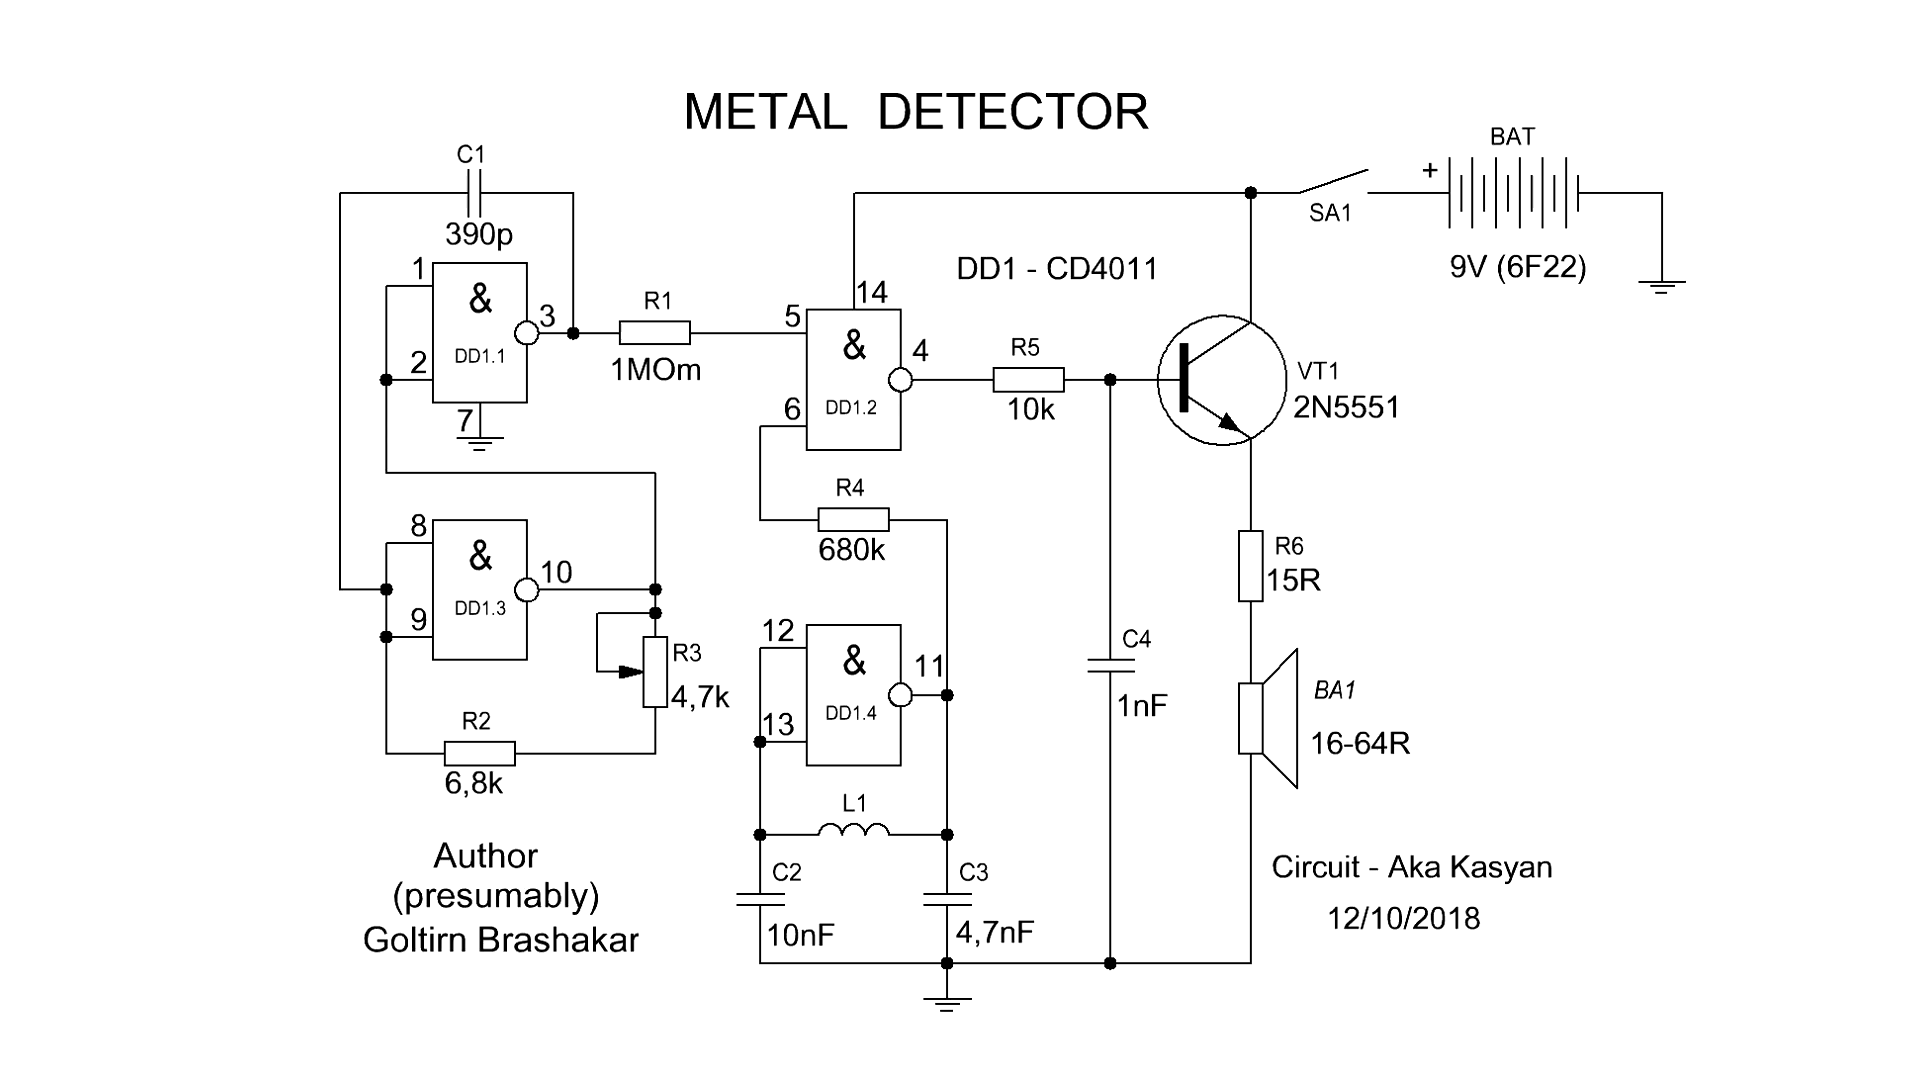 METAL DETECTOR
C1
390p
1
2
&
DD1.1
3
7
R1
1MOm
8
9
&
DD1.3
10
R3
4,7k
R2
6,8k
14
5
6
&
DD1.2
4
DD1 - CD4011
R4
680k
12
13
&
DD1.4
11
L1
C2
10nF
C3
4,7nF
R5
10k
C4
1nF
VT1
2N5551
R6
15R
BA1
16-64R
SA1
BAT
+
9V (6F22)
Author
(presumably)
Goltirn Brashakar
Circuit - Aka Kasyan
12/10/2018